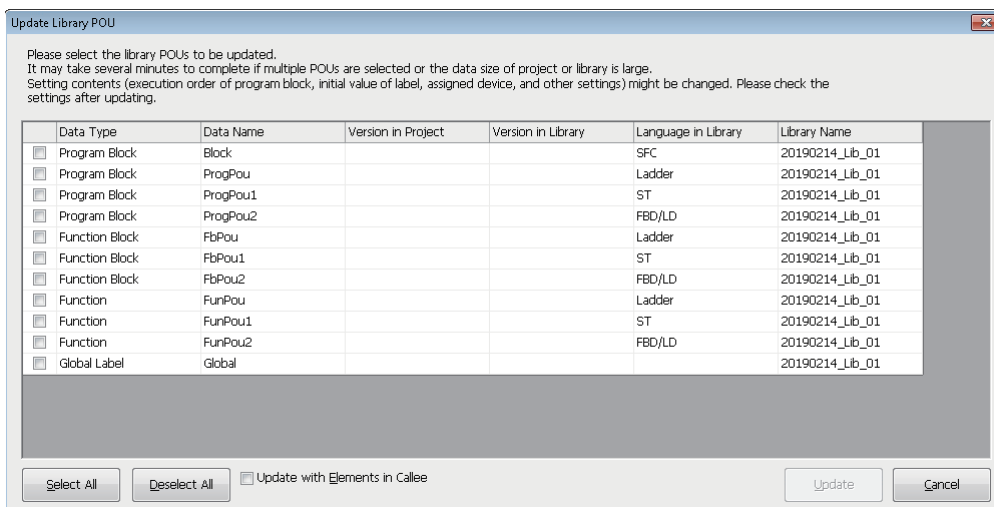 Update Library POU
Please select the library POUs to be updated.
It may take several minutes to complete if multiple POUs are selected or the data size of project or library is large.
Setting contents (execution order of program block, initial value of label, assigned device, and other settings) might be changed. Please check the
settings after updating.
Data Type Data Name Version in Project Version in Library Language in Library Library Name
Program Block Block SFC 20190214_Lib_01
Program Block ProgPou Ladder 20190214_Lib_01
Program Block ProgPou1 ST 20190214_Lib_01
Program Block ProgPou2 FBD/LD 20190214_Lib_01
Function Block FbPou Ladder 20190214_Lib_01
Function Block FbPou1 ST 20190214_Lib_01
Function Block FbPou2 FBD/LD 20190214_Lib_01
Function FunPou Ladder 20190214_Lib_01
Function FunPou1 ST 20190214_Lib_01
Function FunPou2 FBD/LD 20190214_Lib_01
Global Label Global 20190214_Lib_01
Select All Deselect All Update with Elements in Callee Update Cancel